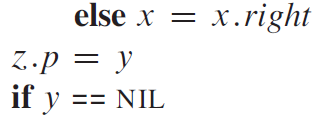 else x = x.right
z.p = y
if y == NIL